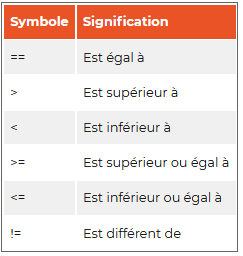 Symbole Signification
== Est égal à
> Est supérieur à
< Est inférieur à
>= Est supérieur ou égal à
<= Est inférieur ou égal à
!= Est différent de